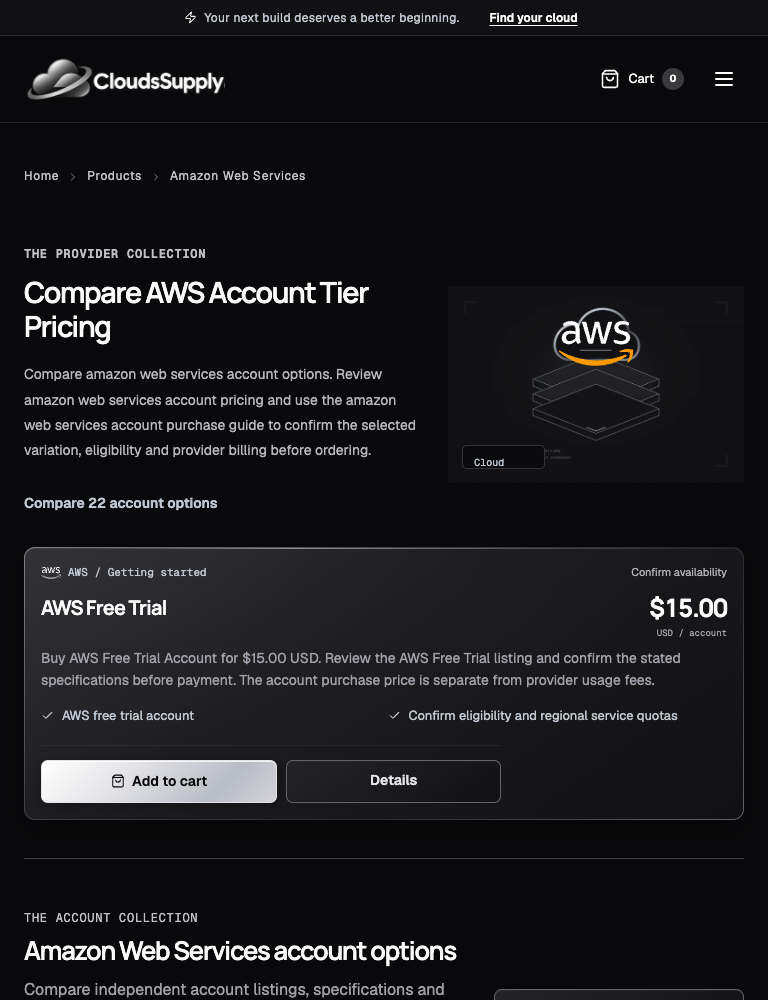 Your next build deserves a better beginning. Find your cloud
CloudsSupply
Cart 0
Home > Products > Amazon Web Services
THE PROVIDER COLLECTION
Compare AWS Account Tier
Pricing
Compare amazon web services account options. Review
amazon web services account pricing and use the amazon
web services account purchase guide to confirm the selected
variation, eligibility and provider billing before ordering.
Compare 22 account options
aws
Cloud
aws AWS / Getting started
Confirm availability
AWS Free Trial
$15.00
USD / account
Buy AWS Free Trial Account for $15.00 USD. Review the AWS Free Trial listing and confirm the stated
specifications before payment. The account purchase price is separate from provider usage fees.
AWS free trial account
Confirm eligibility and regional service quotas
Add to cart
Details
THE ACCOUNT COLLECTION
Amazon Web Services account options
Compare independent account listings, specifications and